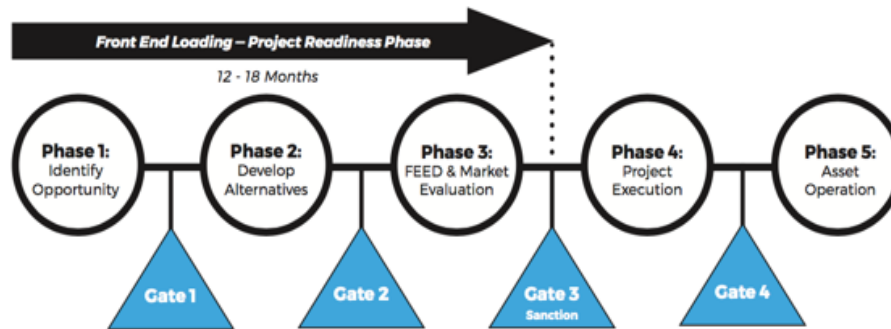 Front End Loading – Project Readiness Phase
12 - 18 Months
Phase 1:
Identify
Opportunity
Phase 2:
Develop
Alternatives
Phase 3:
FEED & Market
Evaluation
Phase 4:
Project
Execution
Phase 5:
Asset
Operation
Gate 1
Gate 2
Gate 3
Sanction
Gate 4